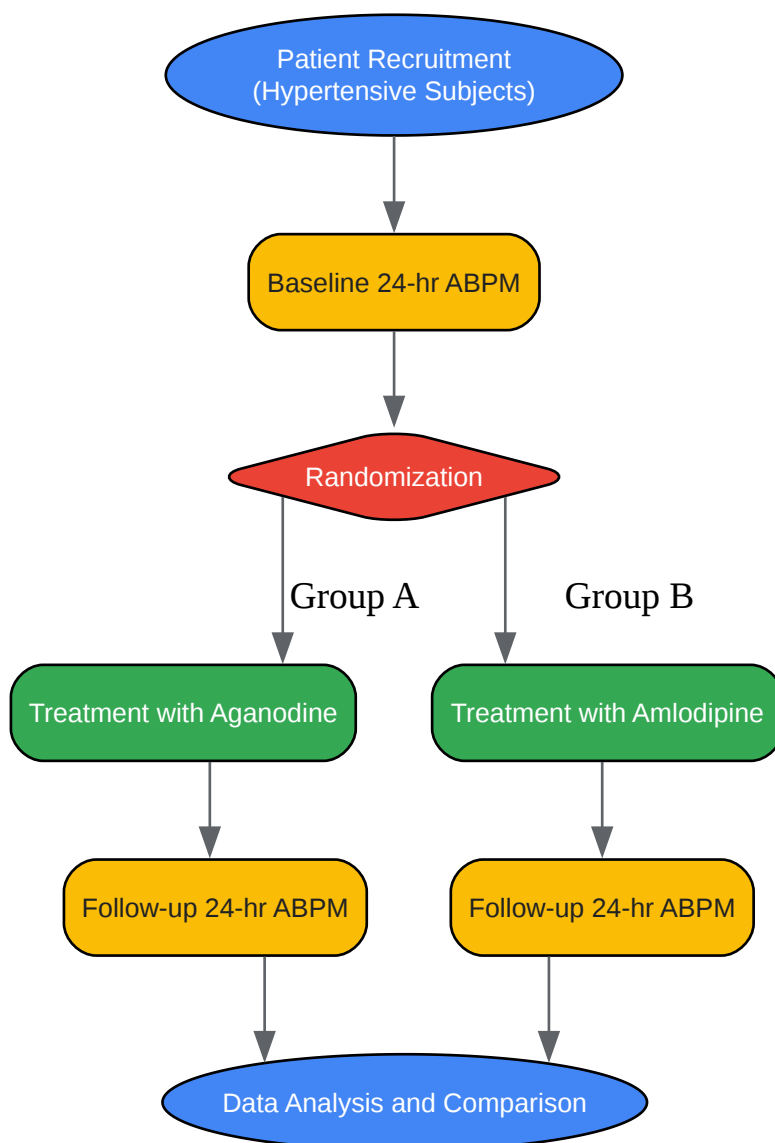 Patient Recruitment
(Hypertensive Subjects)
Baseline 24-hr ABPM
Randomization
Group A
Group B
Treatment with Aganodine
Treatment with Amlodipine
Follow-up 24-hr ABPM
Follow-up 24-hr ABPM
Data Analysis and Comparison